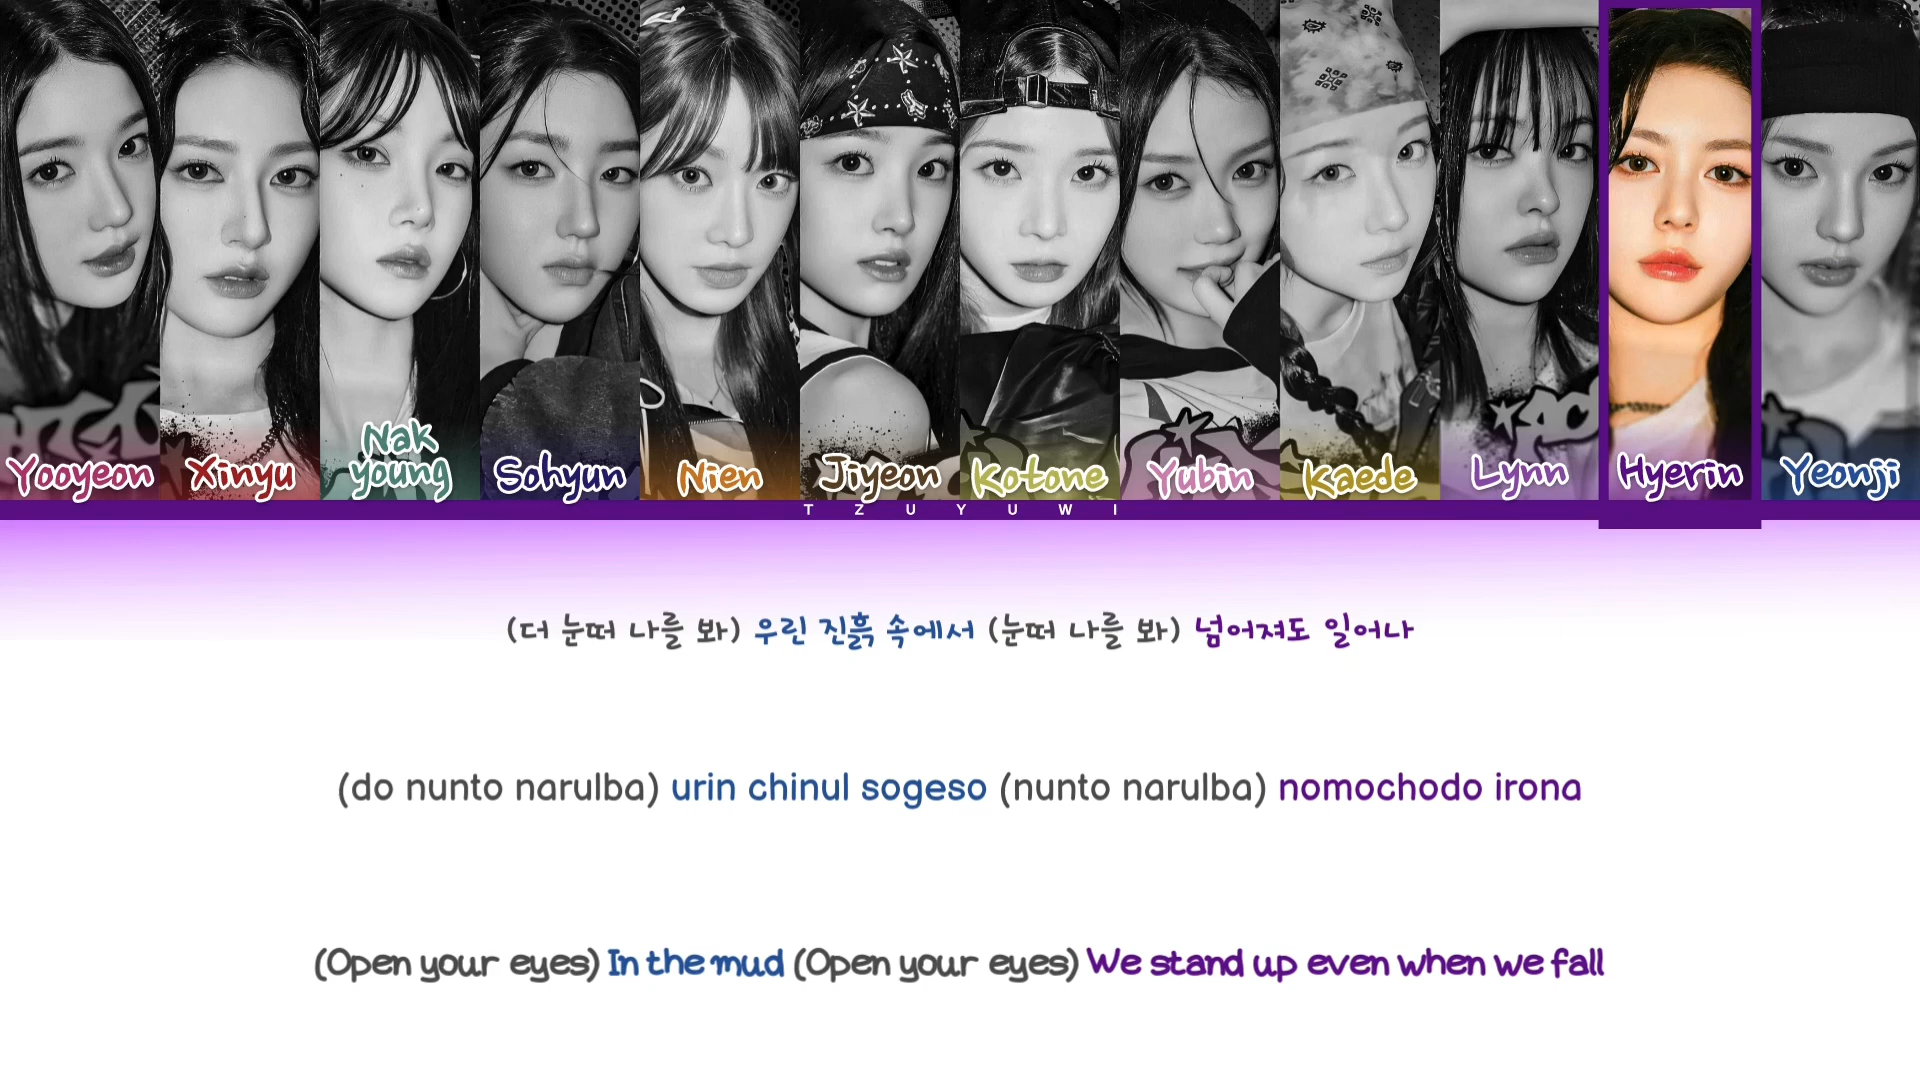 Yooyeon
Xinyu
Nak
young
Sohyun
Nien
Jiyeon
Kotone
Yubin
Kaede
Lynn
Hyerin
Yeonji
TZUYUWI
(더 눈떠 나를 봐) 우린 진흙 속에서 (눈떠 나를 봐) 넘어져도 일어나
(do nunto narulba) urin chinul sogeso (nunto narulba) nomochodo irona
(Open your eyes) In the mud (Open your eyes) We stand up even when we fall